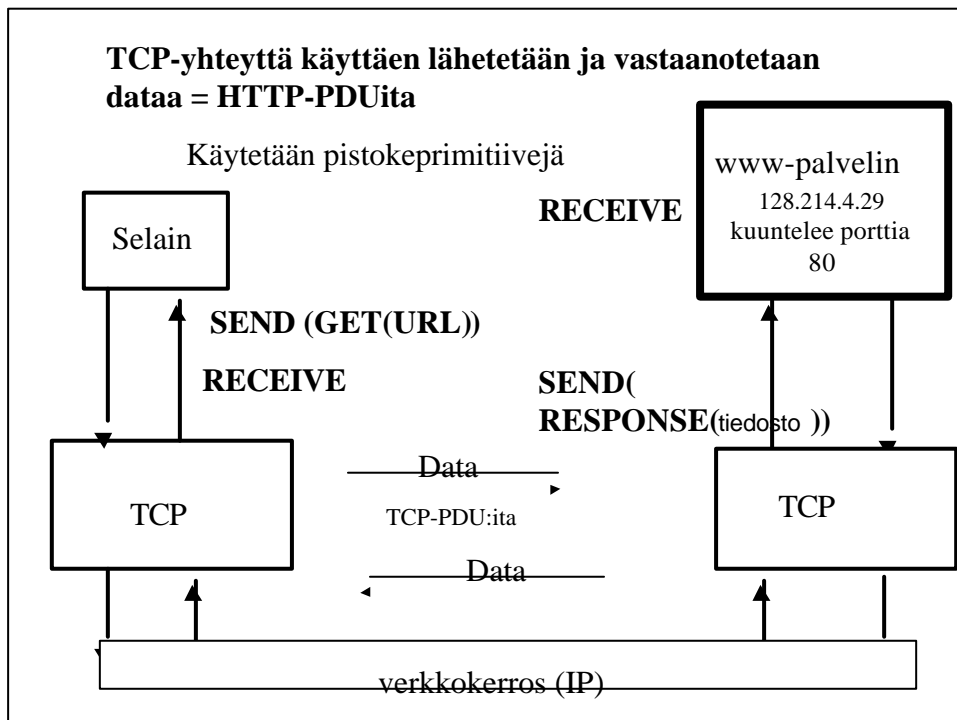 TCP-yhteyttä käyttäen lähetetään ja vastaanotetaan
dataa = HTTP-PDUita
Käytetään pistokeprimitiivejä
www-palvelin
128.214.4.29
kuuntelee porttia
80
RECEIVE
Selain
SEND (GET(URL))
RECEIVE
SEND(
RESPONSE(tiedosto ))
Data
TCP
TCP-PDU:ita
TCP
Data
verkkokerros (IP)